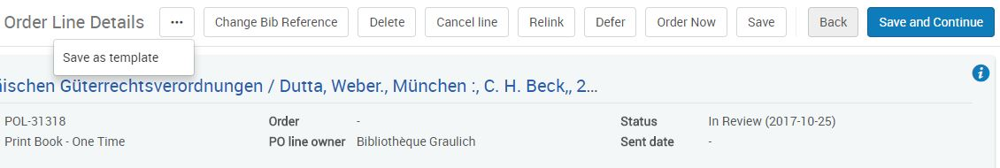 Order Line Details ... Change Bib Reference Delete Cancel line Relink Defer Order Now Save Back Save and Continue
Save as template
ischen Güterrechtsverordnungen / Dutta, Weber., München :, C. H. Beck,, 2...
POL-31318 Order - Status In Review (2017-10-25)
Print Book - One Time PO line owner Bibliothèque Graulich Sent date -